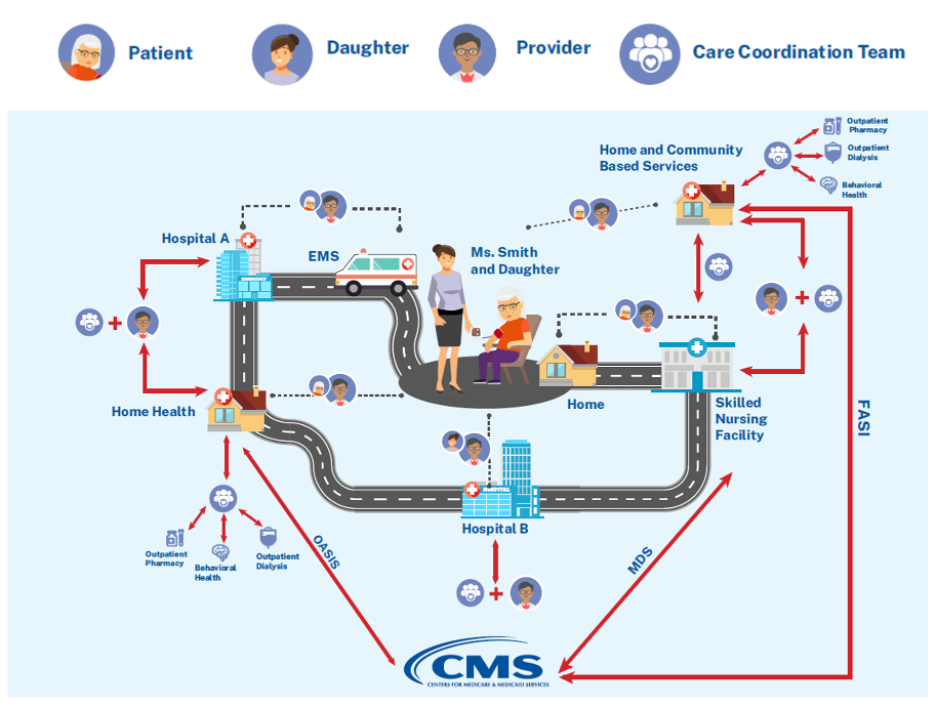 Patient
Daughter
Provider
Care Coordination Team
Outpatient
Pharmacy
Home and Community
Based Services
Outpatient
Dialysis
Behavioral
Health
Hospital A
EMS
Ms. Smith
and Daughter
EMERGENCY
Home Health
Home
Skilled
Nursing
Facility
FASI
HOSPITAL
Hospital B
OASIS
MDS
Outpatient
Pharmacy
Behavioral
Health
Outpatient
Dialysis
CMS
CENTERS FOR MEDICARE & MEDICAID SERVICES